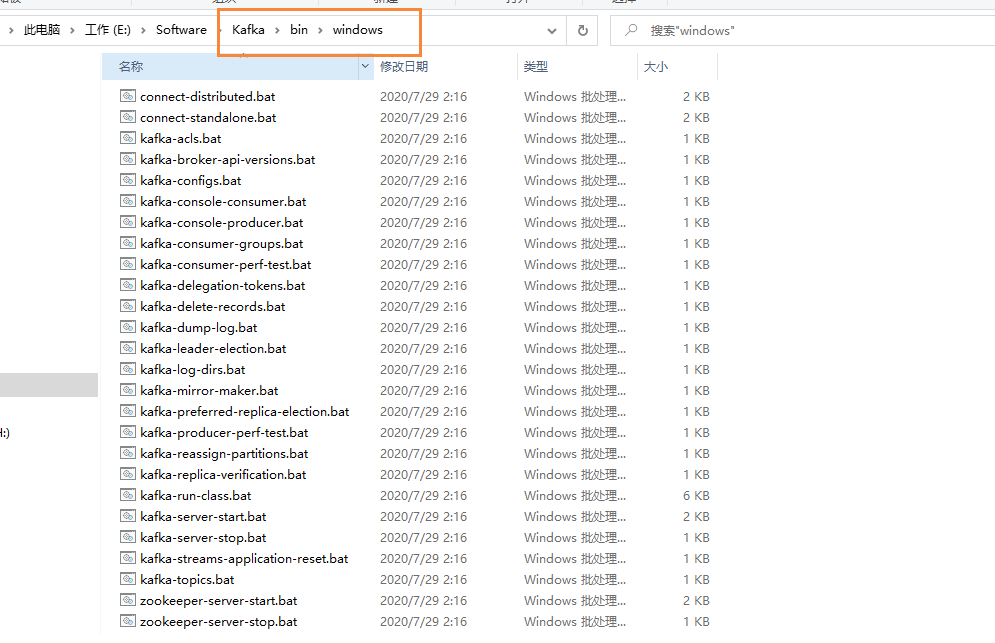 此电脑 工作 (E:) Software Kafka bin windows 搜索"windows"
名称 修改日期 类型 大小
connect-distributed.bat 2020/7/29 2:16 Windows 批处理... 2 KB
connect-standalone.bat 2020/7/29 2:16 Windows 批处理... 2 KB
kafka-acls.bat 2020/7/29 2:16 Windows 批处理... 1 KB
kafka-broker-api-versions.bat 2020/7/29 2:16 Windows 批处理... 1 KB
kafka-configs.bat 2020/7/29 2:16 Windows 批处理... 1 KB
kafka-console-consumer.bat 2020/7/29 2:16 Windows 批处理... 1 KB
kafka-console-producer.bat 2020/7/29 2:16 Windows 批处理... 1 KB
kafka-consumer-groups.bat 2020/7/29 2:16 Windows 批处理... 1 KB
kafka-consumer-perf-test.bat 2020/7/29 2:16 Windows 批处理... 1 KB
kafka-delegation-tokens.bat 2020/7/29 2:16 Windows 批处理... 1 KB
kafka-delete-records.bat 2020/7/29 2:16 Windows 批处理... 1 KB
kafka-dump-log.bat 2020/7/29 2:16 Windows 批处理... 1 KB
kafka-leader-election.bat 2020/7/29 2:16 Windows 批处理... 1 KB
kafka-log-dirs.bat 2020/7/29 2:16 Windows 批处理... 1 KB
kafka-mirror-maker.bat 2020/7/29 2:16 Windows 批处理... 1 KB
kafka-preferred-replica-election.bat 2020/7/29 2:16 Windows 批处理... 1 KB
:) kafka-producer-perf-test.bat 2020/7/29 2:16 Windows 批处理... 1 KB
kafka-reassign-partitions.bat 2020/7/29 2:16 Windows 批处理... 1 KB
kafka-replica-verification.bat 2020/7/29 2:16 Windows 批处理... 1 KB
kafka-run-class.bat 2020/7/29 2:16 Windows 批处理... 6 KB
kafka-server-start.bat 2020/7/29 2:16 Windows 批处理... 2 KB
kafka-server-stop.bat 2020/7/29 2:16 Windows 批处理... 1 KB
kafka-streams-application-reset.bat 2020/7/29 2:16 Windows 批处理... 1 KB
kafka-topics.bat 2020/7/29 2:16 Windows 批处理... 1 KB
zookeeper-server-start.bat 2020/7/29 2:16 Windows 批处理... 2 KB
zookeeper-server-stop.bat 2020/7/29 2:16 Windows 批处理... 1 KB